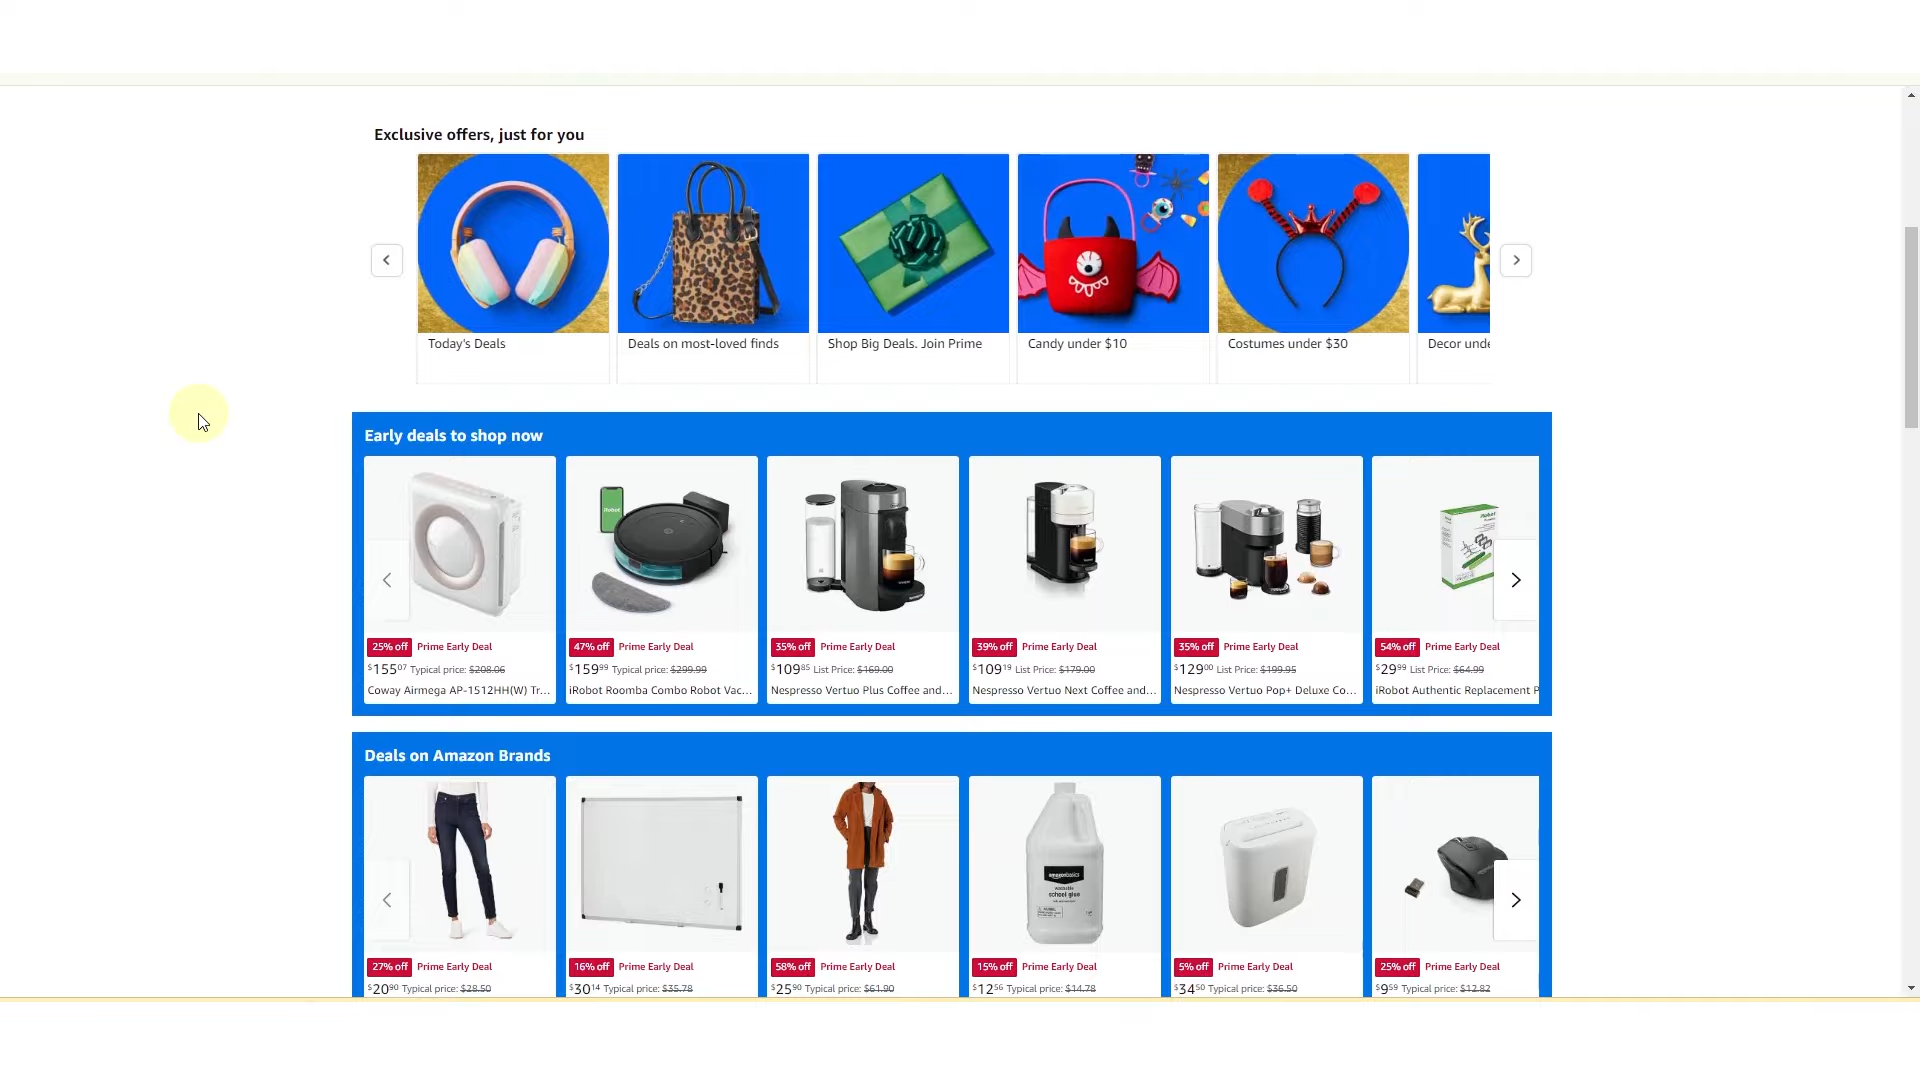 Exclusive offers, just for you
Today's Deals
Deals on most-loved finds
Shop Big Deals. Join Prime
Candy under $10
Costumes under $30
Decor unde
Early deals to shop now
iRobot
25% off Prime Early Deal
$155.07 Typical price: $208.06
Coway Airmega AP-1512HH(W) Tr...
47% off Prime Early Deal
$159.99 Typical price: $299.99
iRobot Roomba Combo Robot Vac...
35% off Prime Early Deal
$109.85 List Price: $169.00
Nespresso Vertuo Plus Coffee and...
39% off Prime Early Deal
$109.19 List Price: $179.00
Nespresso Vertuo Next Coffee and...
35% off Prime Early Deal
$129.00 List Price: $199.95
Nespresso Vertuo Pop+ Deluxe Co...
54% off Prime Early Deal
$29.99 List Price: $64.99
iRobot Authentic Replacement P
Deals on Amazon Brands
amazonbasics
washable
school glue
27% off Prime Early Deal
$20.90 Typical price: $28.50
16% off Prime Early Deal
$30.14 Typical price: $35.78
58% off Prime Early Deal
$25.90 Typical price: $61.90
15% off Prime Early Deal
$12.56 Typical price: $14.78
5% off Prime Early Deal
$34.50 Typical price: $36.50
25% off Prime Early Deal
$9.59 Typical price: $12.82